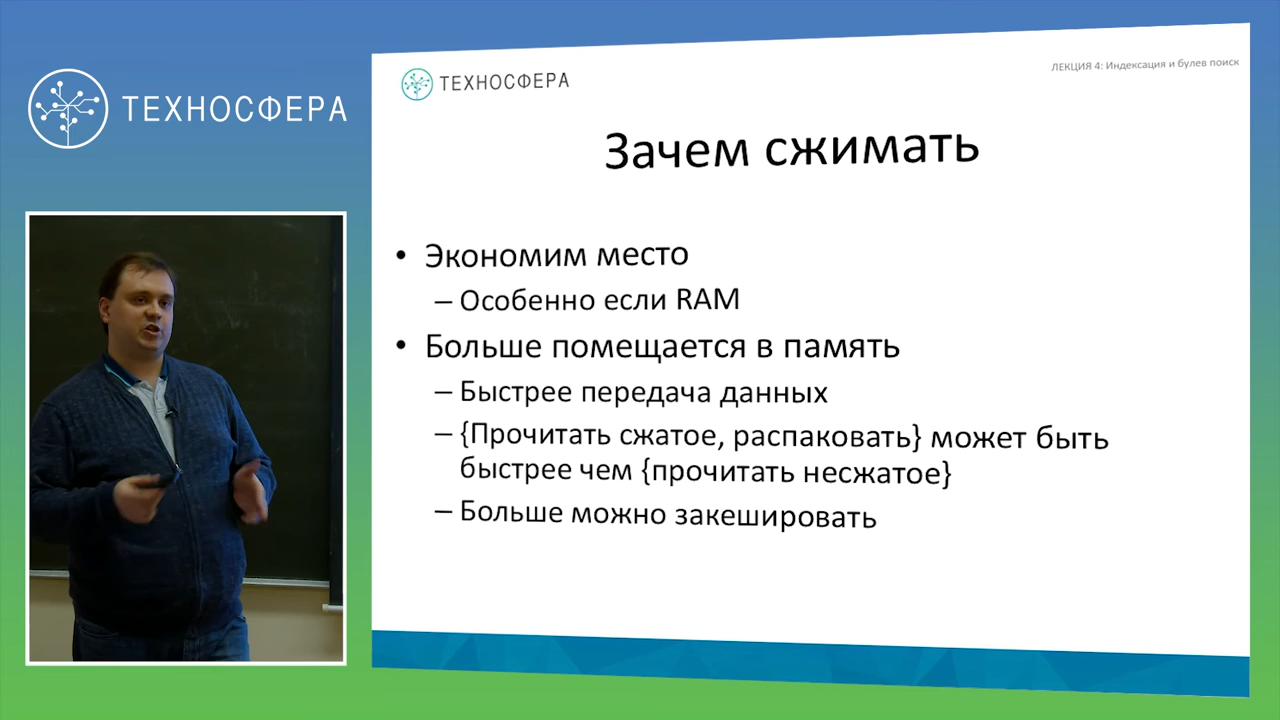 ТЕХНОСФЕРА
ТЕХНОСФЕРА
ЛЕКЦИЯ 4: Индексация и булев поиск
Зачем сжимать
• Экономим место
– Особенно если RAM
• Больше помещается в память
– Быстрее передача данных
– {Прочитать сжатое, распаковать} может быть
быстрее чем {прочитать несжатое}
– Больше можно закешировать